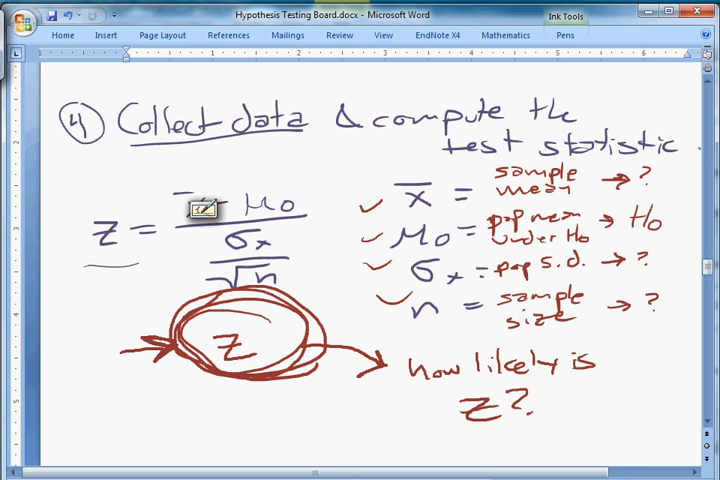 Hypothesis Testing Board.docx - Microsoft Word
Ink Tools
Home Insert Page Layout References Mailings Review View EndNote X4 Mathematics Pens
④ Collect data & compute the
test statistic
z = − μ₀
σₓ
√n
x̄ = sample mean → ?
μ₀ = pop mean under H₀ → H₀
σₓ = pop s.d. → ?
n = sample size → ?
z
how likely is
z?